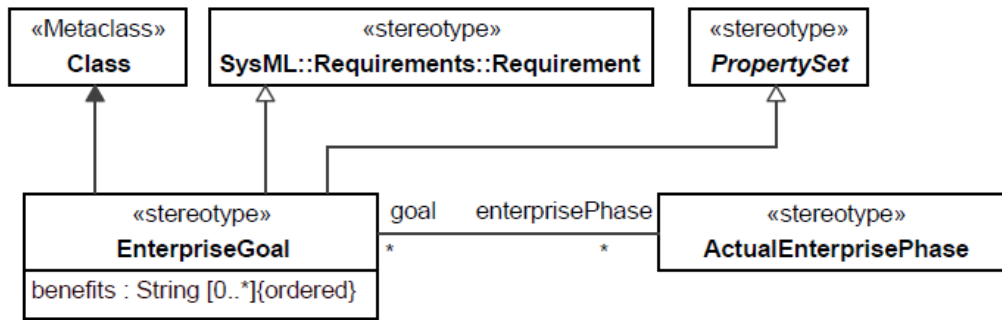 «Metaclass»
Class
«stereotype»
SysML::Requirements::Requirement
«stereotype»
PropertySet
«stereotype»
EnterpriseGoal
benefits : String [0..*]{ordered}
goal
enterprisePhase
*
*
«stereotype»
ActualEnterprisePhase